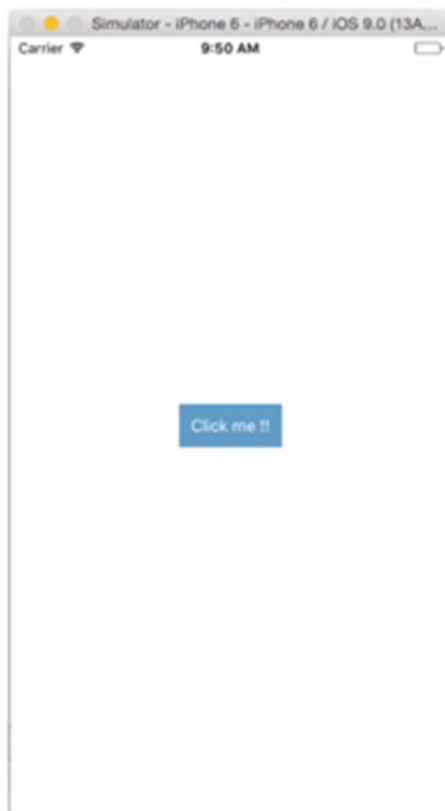 Simulator - iPhone 6 - iPhone 6 / iOS 9.0 (13A...
Carrier 9:50 AM
Click me !!